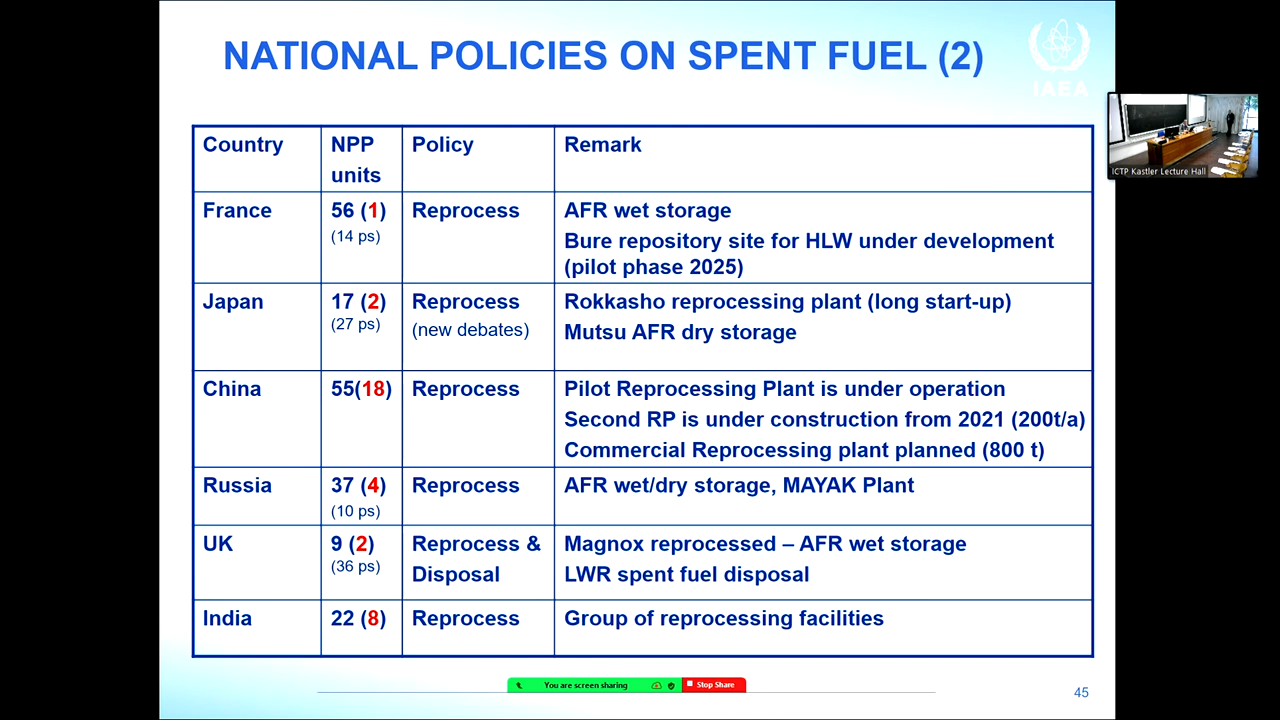 NATIONAL POLICIES ON SPENT FUEL (2)
IAEA
ICTP Kastler Lecture Hall
Country
NPP
units
Policy
Remark
France
56 (1)
(14 ps)
Reprocess
AFR wet storage
Bure repository site for HLW under development
(pilot phase 2025)
Japan
17 (2)
(27 ps)
Reprocess
(new debates)
Rokkasho reprocessing plant (long start-up)
Mutsu AFR dry storage
China
55(18)
Reprocess
Pilot Reprocessing Plant is under operation
Second RP is under construction from 2021 (200t/a)
Commercial Reprocessing plant planned (800 t)
Russia
37 (4)
(10 ps)
Reprocess
AFR wet/dry storage, MAYAK Plant
UK
9 (2)
(36 ps)
Reprocess &
Disposal
Magnox reprocessed – AFR wet storage
LWR spent fuel disposal
India
22 (8)
Reprocess
Group of reprocessing facilities
You are screen sharing
Stop Share
45